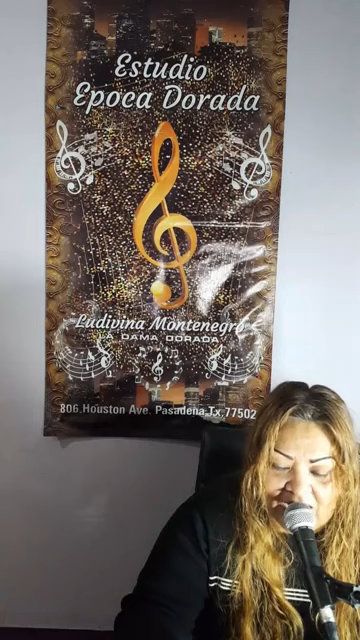 Estudio
Epoca Dorada
Ludivina Montenegro
LA DAMA DORADA
806 Houston Ave. Pasadena Tx, 77502